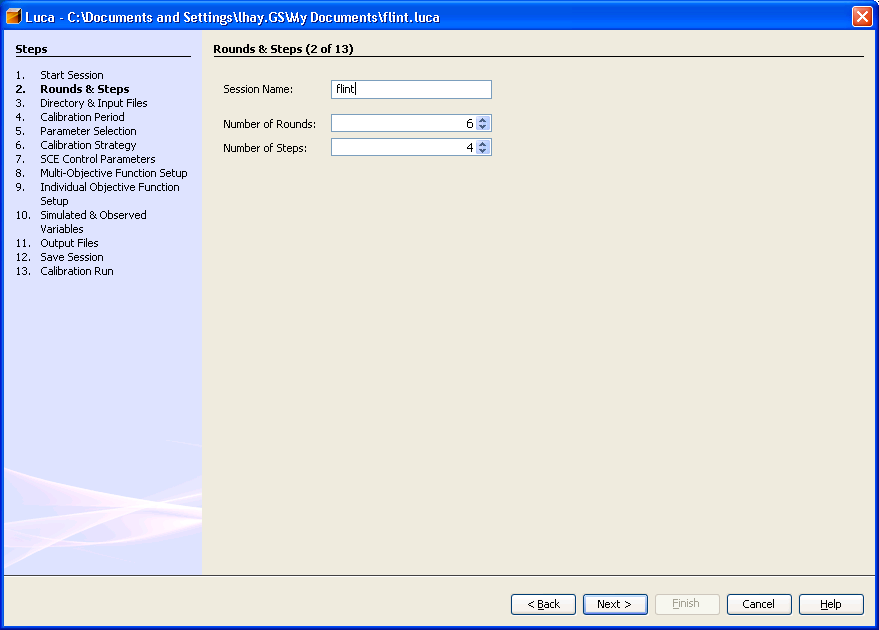 Luca - C:\Documents and Settings\lhay.GS\My Documents\flint.luca
Steps
1. Start Session
2. Rounds & Steps
3. Directory & Input Files
4. Calibration Period
5. Parameter Selection
6. Calibration Strategy
7. SCE Control Parameters
8. Multi-Objective Function Setup
9. Individual Objective Function
Setup
10. Simulated & Observed
Variables
11. Output Files
12. Save Session
13. Calibration Run
Rounds & Steps (2 of 13)
Session Name: flint
Number of Rounds: 6
Number of Steps: 4
< Back Next > Finish Cancel Help